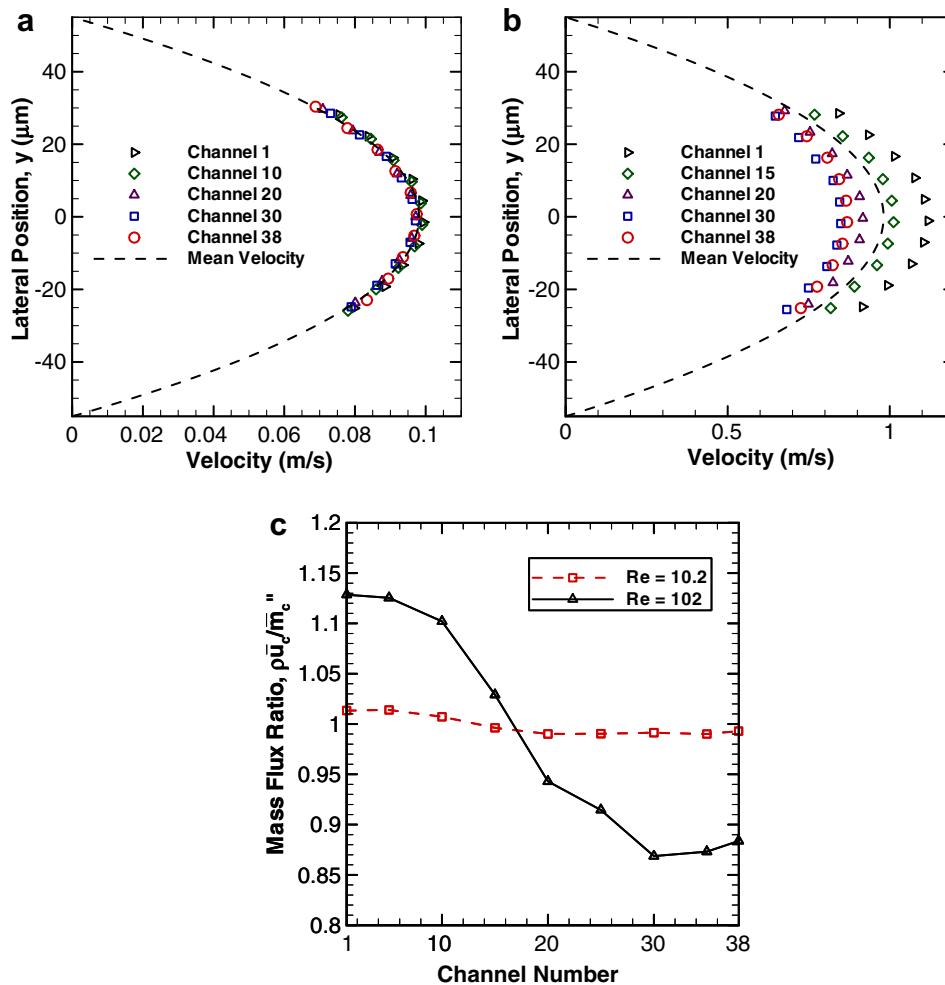 a
Lateral Position, y (μm)
40
20
0
-20
-40
Channel 1
Channel 10
Channel 20
Channel 30
Channel 38
Mean Velocity
0
0.02
0.04
0.06
0.08
0.1
Velocity (m/s)
b
Lateral Position, y (μm)
40
20
0
-20
-40
Channel 1
Channel 15
Channel 20
Channel 30
Channel 38
Mean Velocity
0
0.5
1
Velocity (m/s)
c
Mass Flux Ratio, ρu̅c/m̅c"
1.2
1.15
1.1
1.05
1
0.95
0.9
0.85
0.8
Re = 10.2
Re = 102
1
10
20
30
38
Channel Number